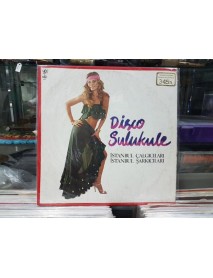 Disco
Sulukule
İSTANBUL ÇALGICILARI
İSTANBUL ŞARKICILARI